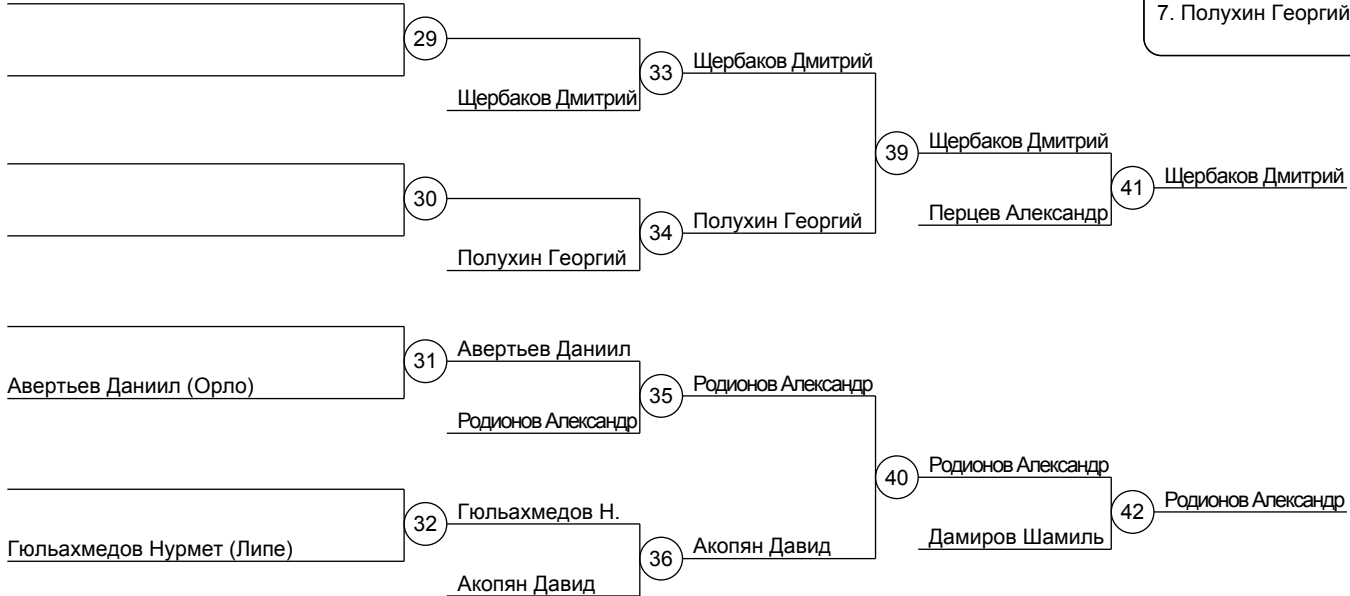 7. Полухин Георгий
29
33
Щербаков Дмитрий
Щербаков Дмитрий
39
Щербаков Дмитрий
41
Щербаков Дмитрий
30
34
Полухин Георгий
Перцев Александр
Полухин Георгий
31
Авертьев Даниил
Авертьев Даниил (Орло)
35
Родионов Александр
Родионов Александр
40
Родионов Александр
42
Родионов Александр
32
Гюльахмедов Н.
Дамиров Шамиль
Гюльахмедов Нурмет (Липе)
36
Акопян Давид
Акопян Давид